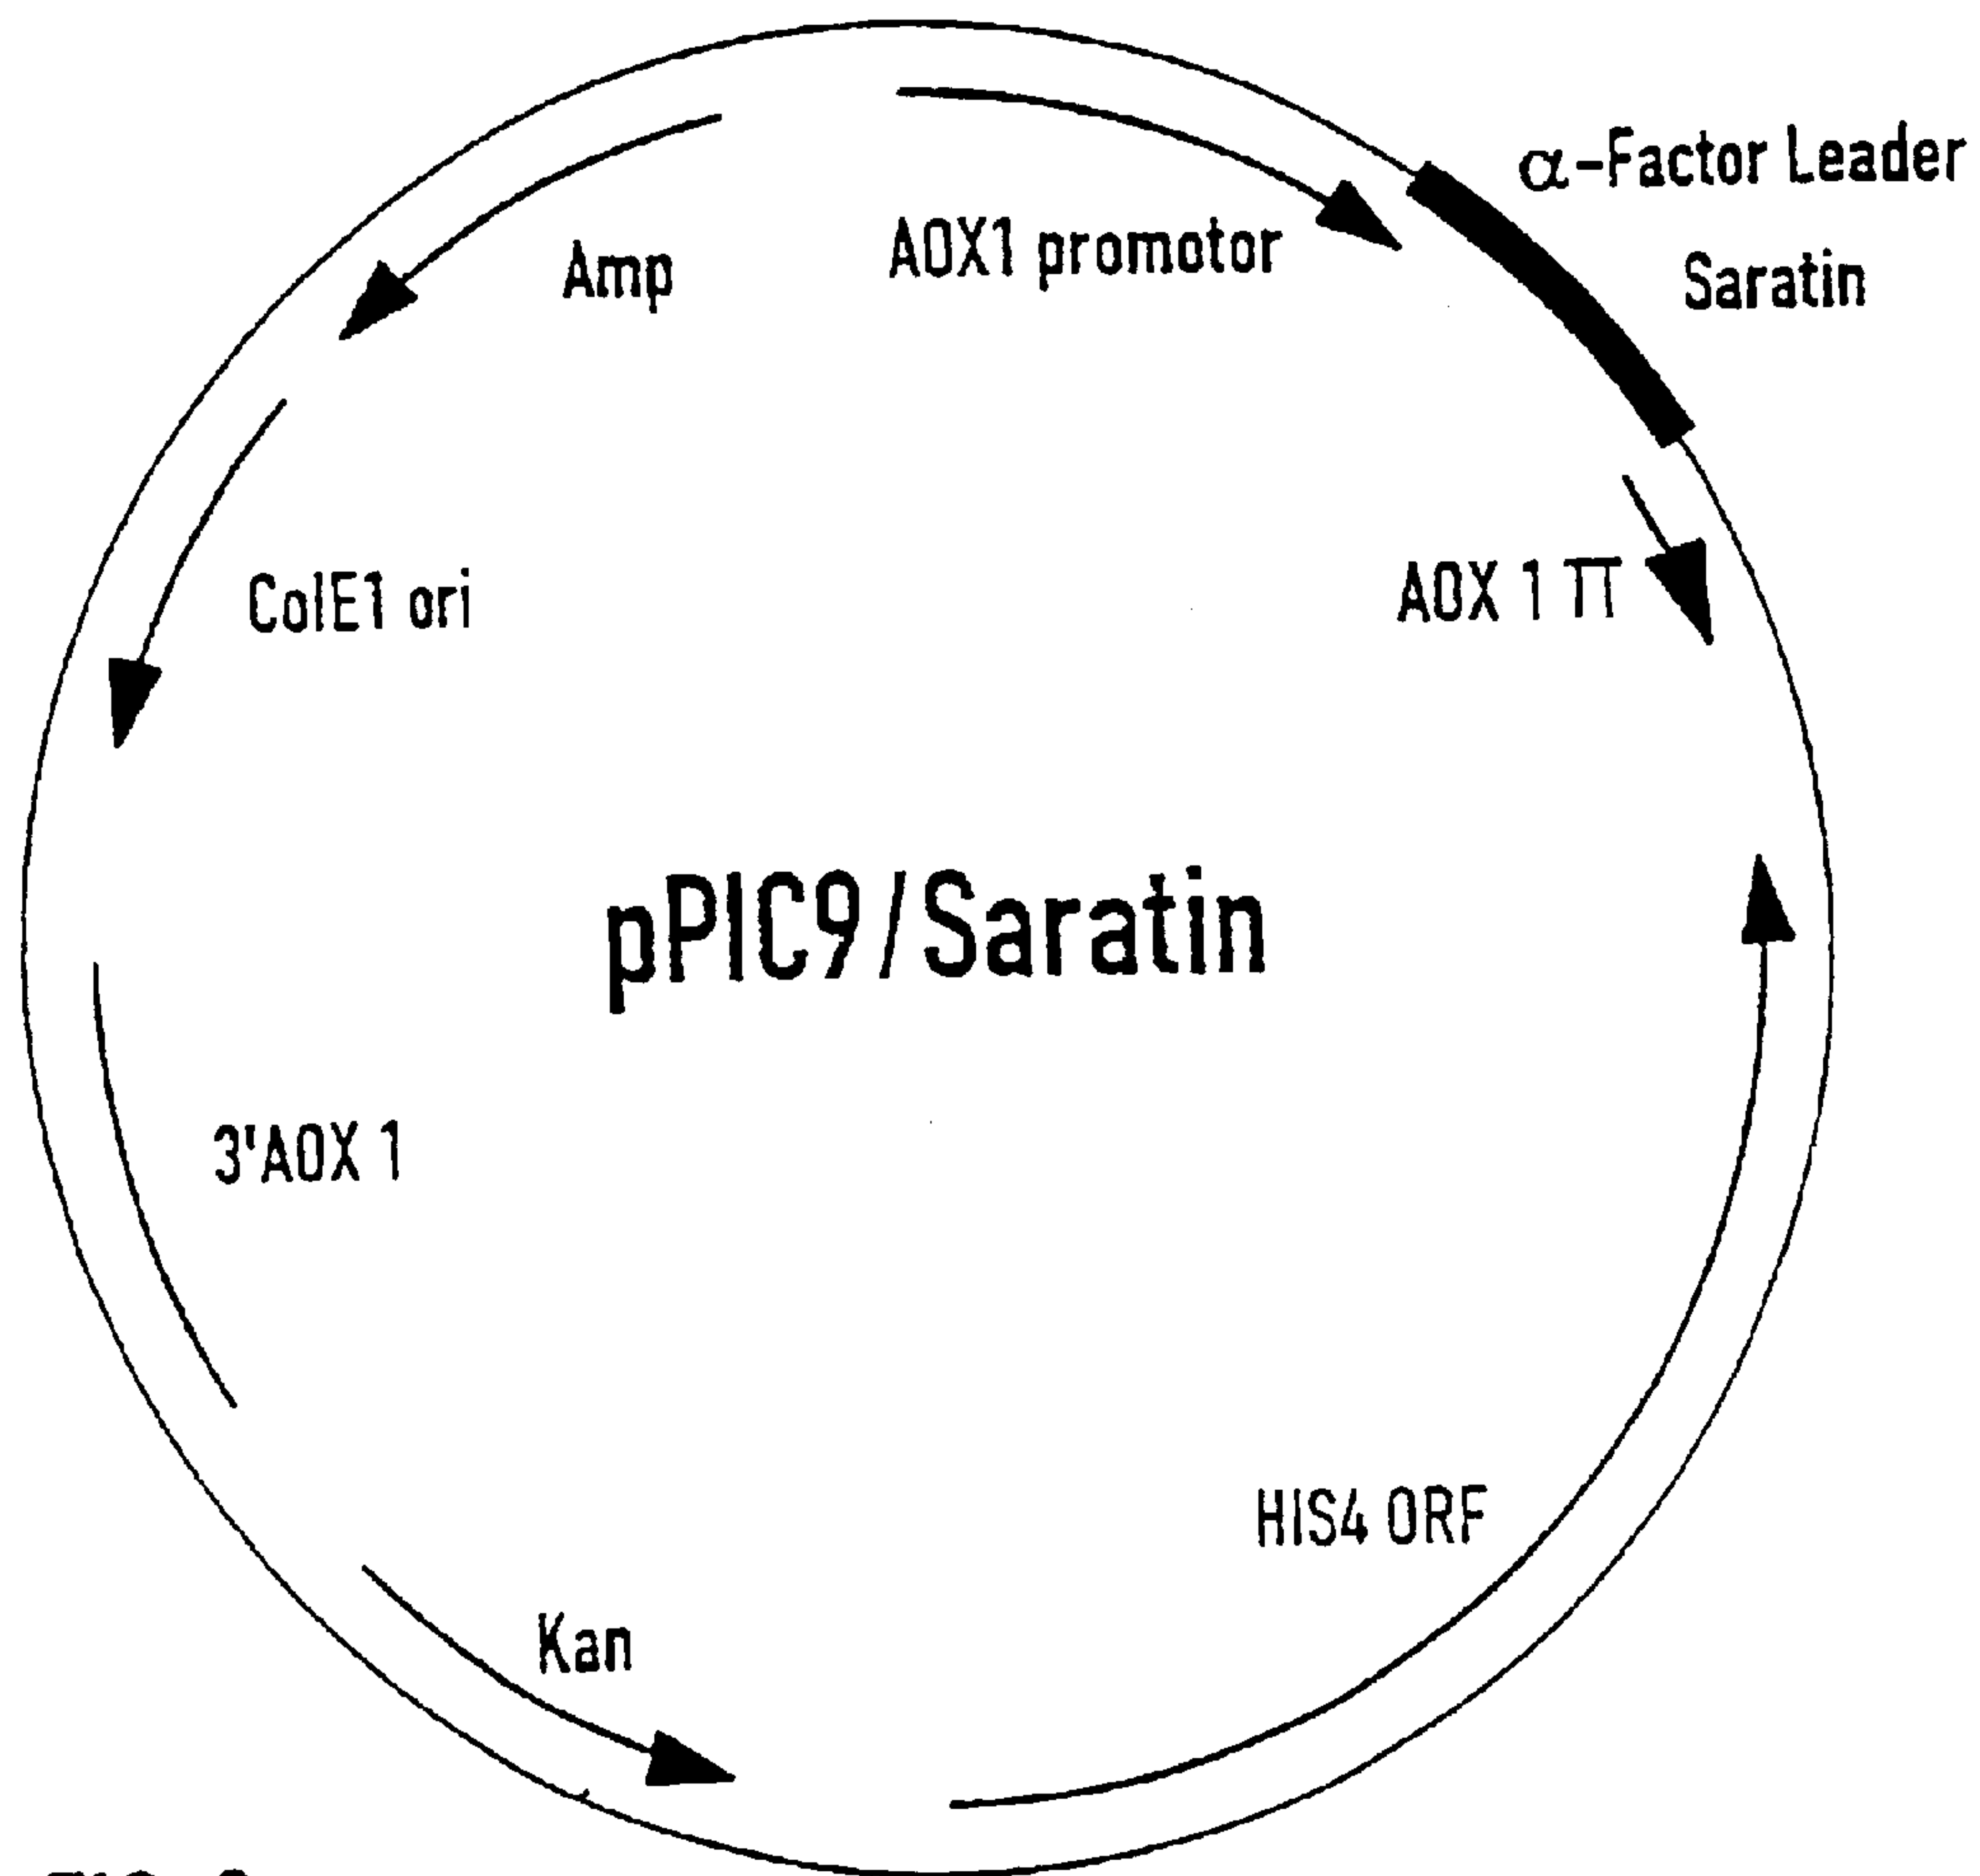 α-Factor Leader
Amp
AOX1 promotor
Saratin
ColE1 ori
AOX 1 TT
pPIC9/Saratin
3'AOX 1
HIS4 ORF
Kan